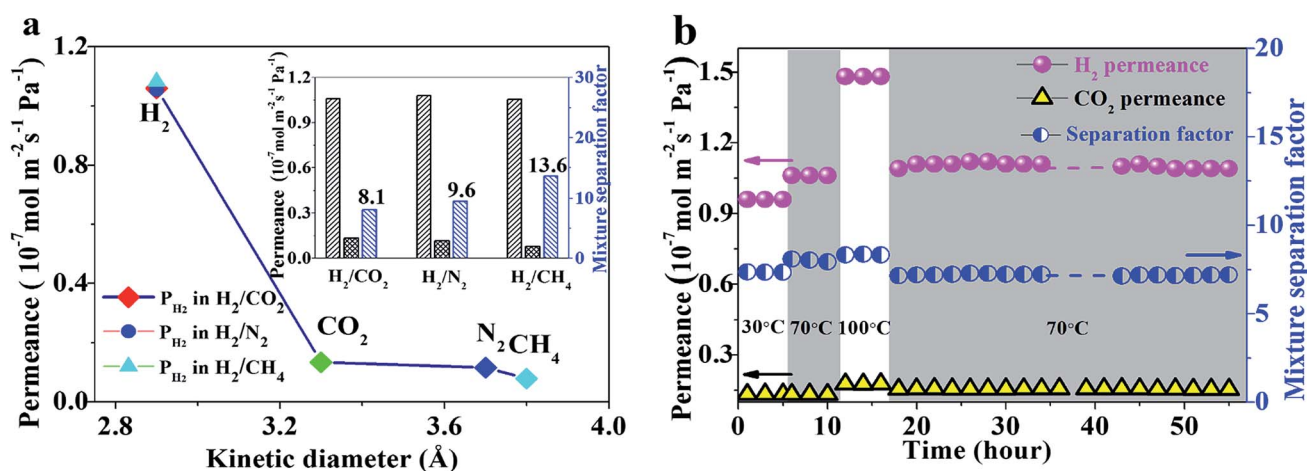 a
Permeance ( 10⁻⁷mol m⁻² s⁻¹ Pa⁻¹)
1.2
0.8
0.4
0.0
2.8
3.2
3.6
4.0
Kinetic diameter (Å)
H₂
CO₂
N₂
CH₄
P_H2 in H₂/CO₂
P_H2 in H₂/N₂
P_H2 in H₂/CH₄
Permeance (10⁻⁷mol m⁻² s⁻¹ Pa⁻¹)
1.2
0.9
0.6
0.3
0.0
8.1
9.6
13.6
H₂/CO₂
H₂/N₂
H₂/CH₄
30
20
10
0
Mixture separation factor
b
Permeance (10⁻⁷mol m⁻² s⁻¹ Pa⁻¹)
1.5
1.2
0.9
0.6
0.3
H₂ permeance
CO₂ permeance
Separation factor
30°C
70°C
100°C
70°C
0
10
20
30
40
50
Time (hour)
20
15
10
5
0
Mixture separation factor